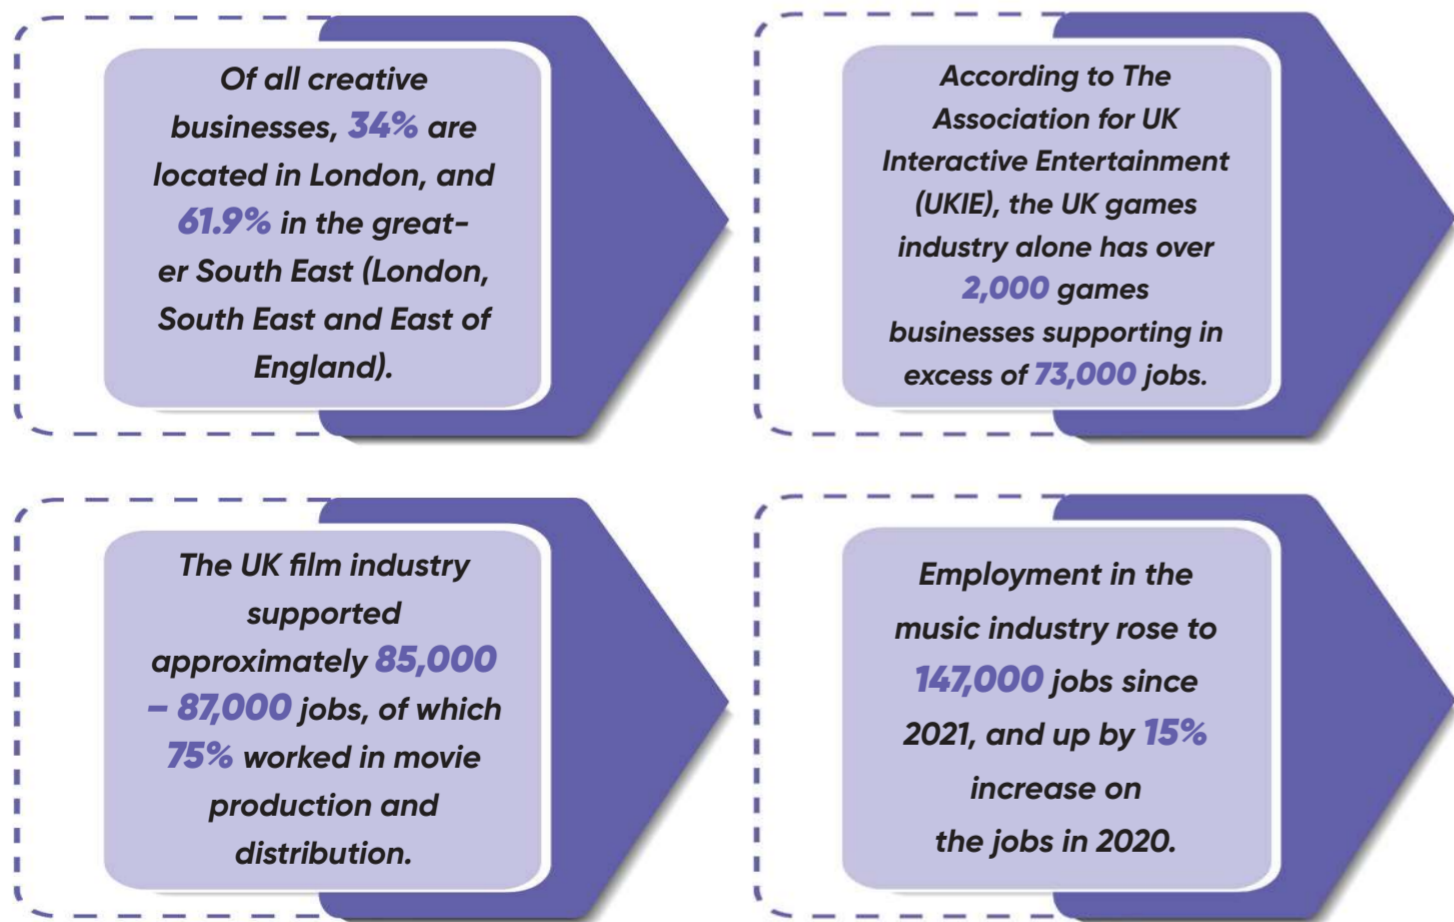 Of all creative
businesses, 34% are
located in London, and
61.9% in the great-
er South East (London,
South East and East of
England).
According to The
Association for UK
Interactive Entertainment
(UKIE), the UK games
industry alone has over
2,000 games
businesses supporting in
excess of 73,000 jobs.
The UK film industry
supported
approximately 85,000
– 87,000 jobs, of which
75% worked in movie
production and
distribution.
Employment in the
music industry rose to
147,000 jobs since
2021, and up by 15%
increase on
the jobs in 2020.